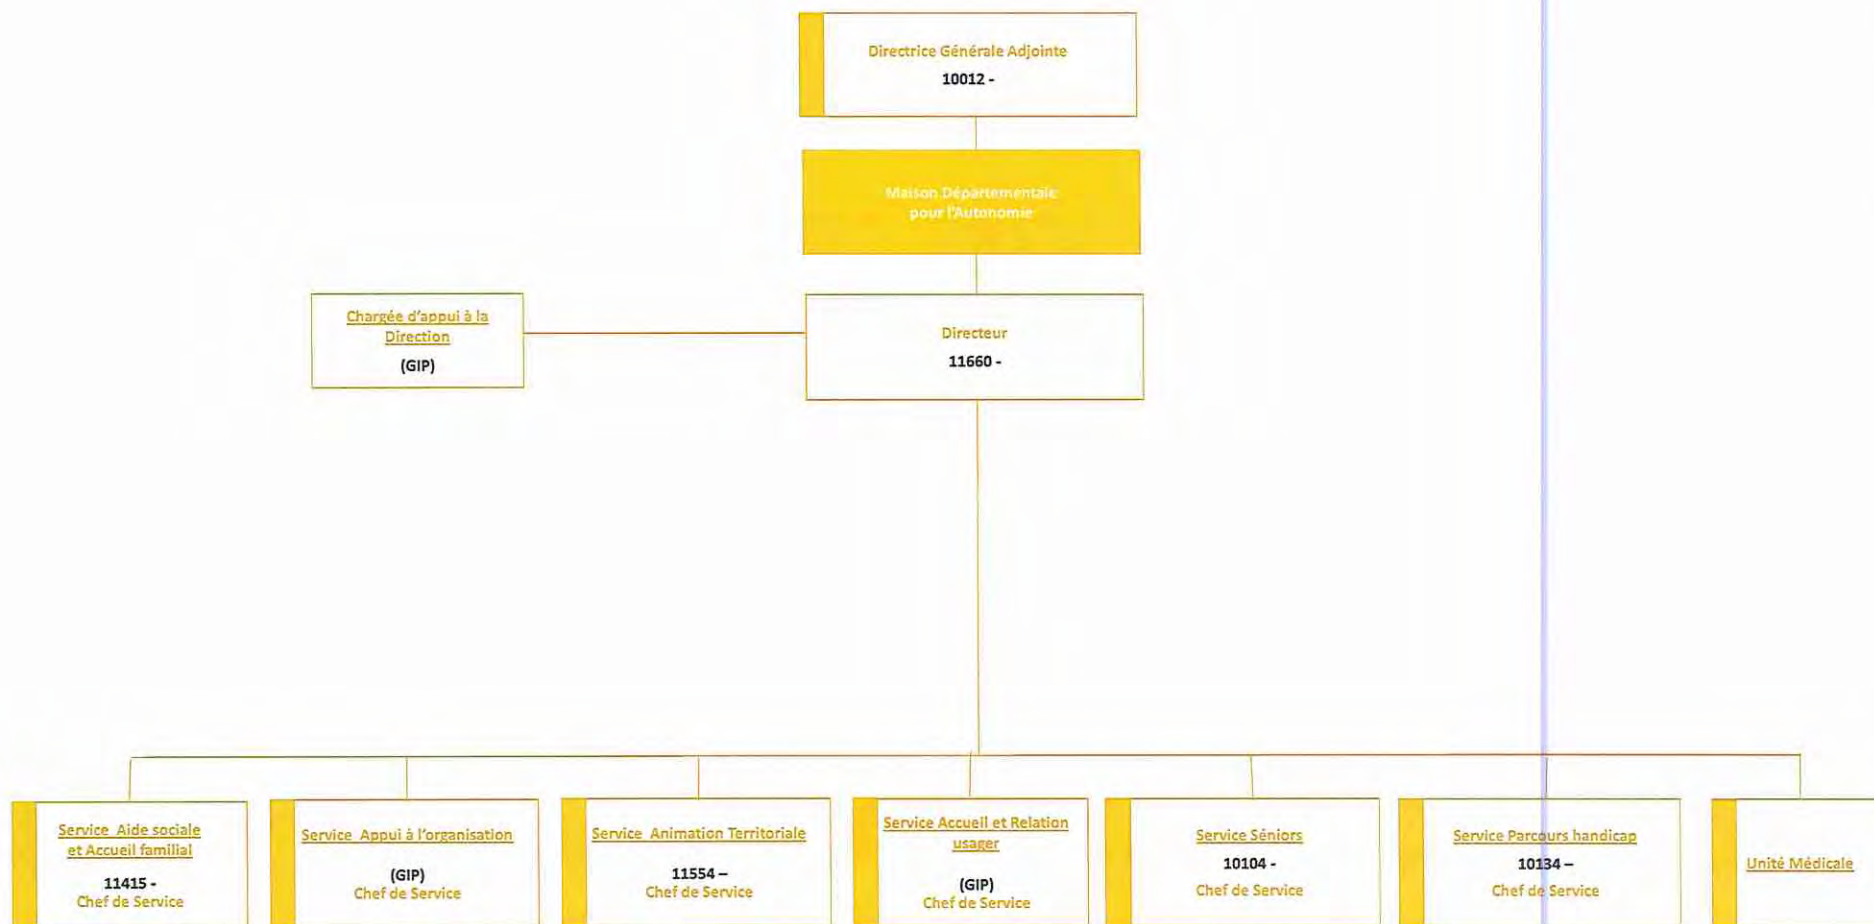 Directrice Générale Adjointe
10012 -
Maison Départementale
pour l'Autonomie
Chargée d'appui à la
Direction
(GIP)
Directeur
11660 -
Service Aide sociale
et Accueil familial
11415 -
Chef de Service
Service Appui à l'organisation
(GIP)
Chef de Service
Service Animation Territoriale
11554 –
Chef de Service
Service Accueil et Relation
usager
(GIP)
Chef de Service
Service Séniors
10104 -
Chef de Service
Service Parcours handicap
10134 –
Chef de Service
Unité Médicale